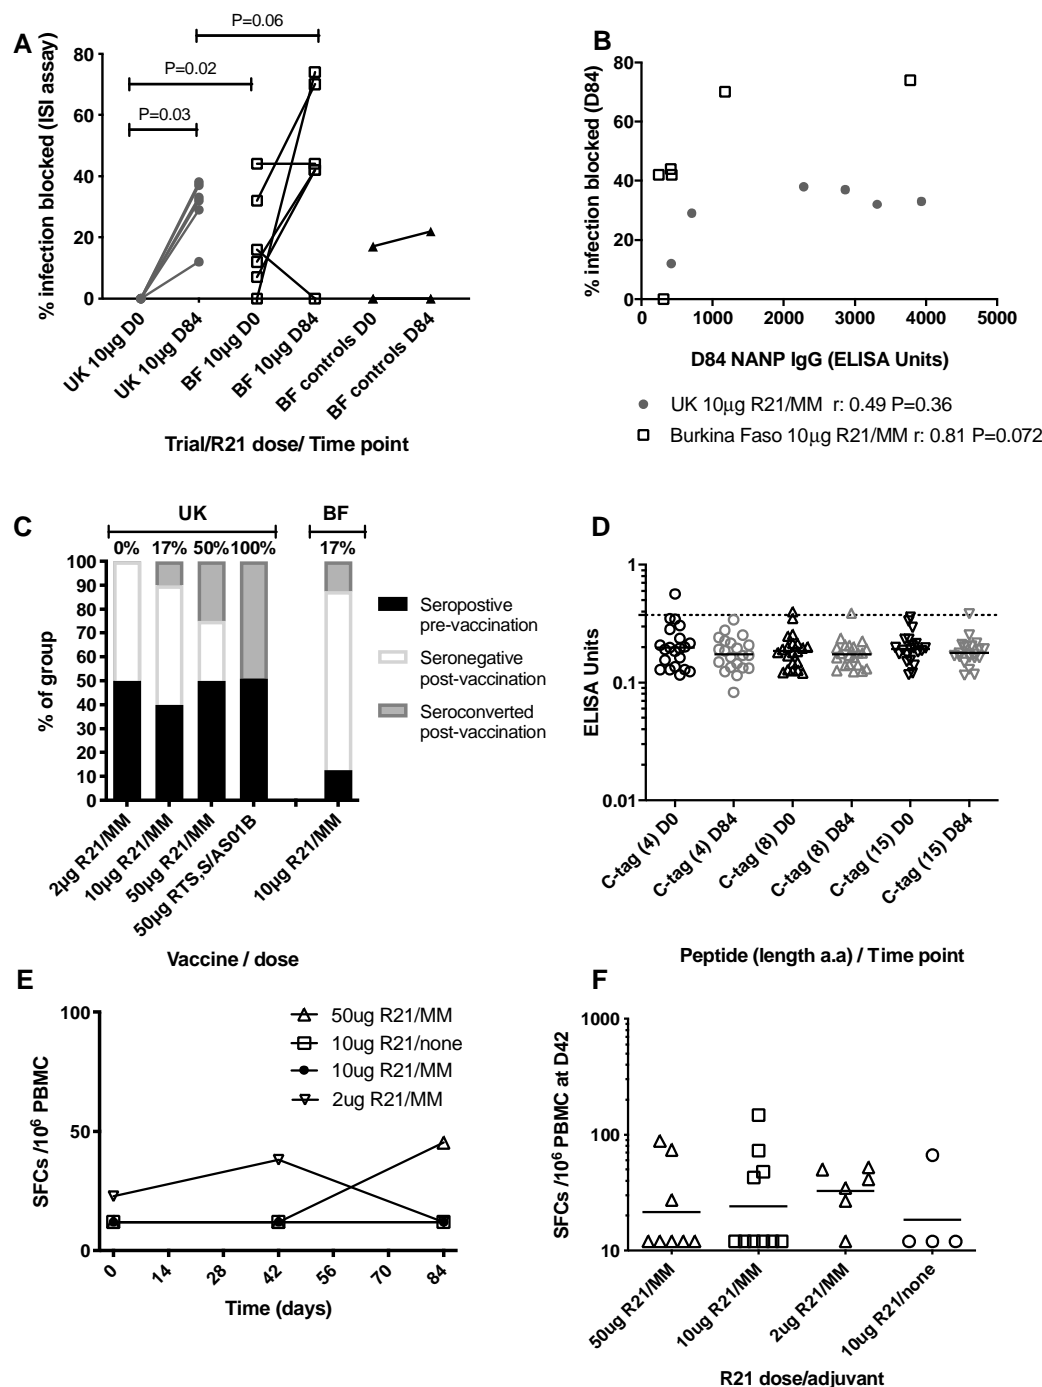 A
P=0.06
P=0.02
P=0.03
% infection blocked (ISI assay)
80
60
40
20
0
UK 10µg D0
UK 10µg D84
BF 10µg D0
BF 10µg D84
BF controls D0
BF controls D84
Trial/R21 dose/ Time point
B
% infection blocked (D84)
80
60
40
20
0
0 1000 2000 3000 4000 5000
D84 NANP IgG (ELISA Units)
UK 10µg R21/MM r: 0.49 P=0.36
Burkina Faso 10µg R21/MM r: 0.81 P=0.072
C
UK BF
0% 17% 50% 100% 17%
% of group
100
90
80
70
60
50
40
30
20
10
0
2µg R21/MM
10µg R21/MM
50µg R21/MM
50µg RTS,S/AS01B
10µg R21/MM
Vaccine / dose
Seropostive
pre-vaccination
Seronegative
post-vaccination
Seroconverted
post-vaccination
D
ELISA Units
1
0.1
0.01
C-tag (4) D0
C-tag (4) D84
C-tag (8) D0
C-tag (8) D84
C-tag (15) D0
C-tag (15) D84
Peptide (length a.a) / Time point
E
SFCs /10⁶ PBMC
100
50
0
0 14 28 42 56 70 84
Time (days)
50ug R21/MM
10ug R21/none
10ug R21/MM
2ug R21/MM
F
SFCs /10⁶ PBMC at D42
1000
100
10
50ug R21/MM
10ug R21/MM
2ug R21/MM
10ug R21/none
R21 dose/adjuvant